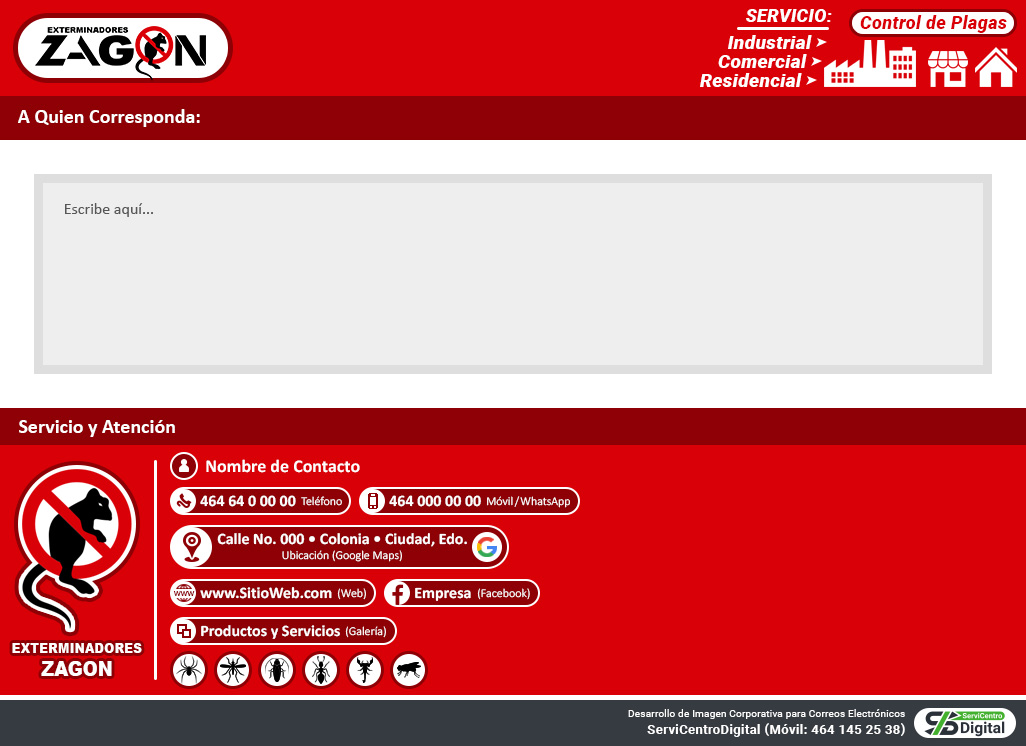 EXTERMINADORES
ZAGON
SERVICIO:
Control de Plagas
Industrial
Comercial
Residencial
A Quien Corresponda:
Escribe aquí...
Servicio y Atención
Nombre de Contacto
464 64 0 00 00 Teléfono
464 000 00 00 Móvil/WhatsApp
Calle No. 000 • Colonia • Ciudad, Edo.
Ubicación (Google Maps)
G
www
www.SitioWeb.com (Web)
f
Empresa (Facebook)
Productos y Servicios (Galería)
EXTERMINADORES
ZAGON
Desarrollo de Imagen Corporativa para Correos Electrónicos
ServiCentroDigital (Móvil: 464 145 25 38)
ServiCentro
Digital